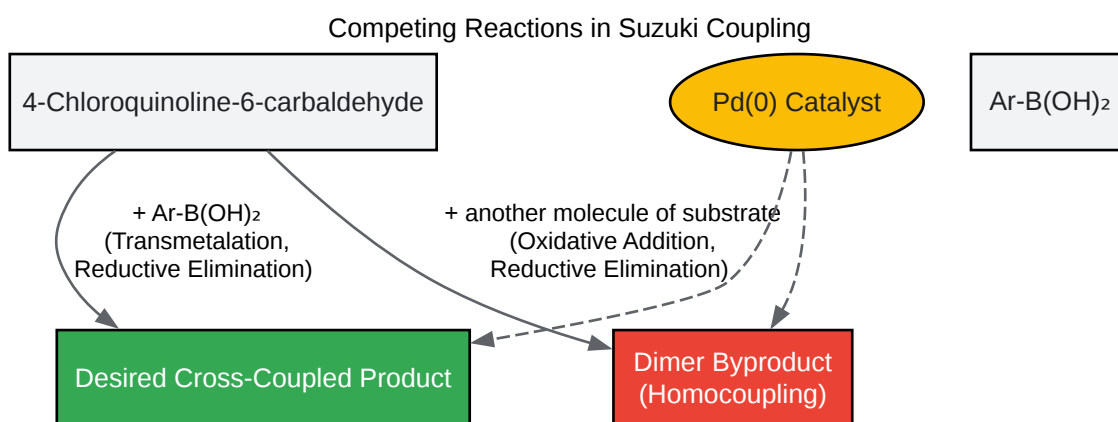 Competing Reactions in Suzuki Coupling
4-Chloroquinoline-6-carbaldehyde
Pd(0) Catalyst
Ar-B(OH)₂
+ Ar-B(OH)₂
(Transmetalation,
Reductive Elimination)
+ another molecule of substrate
(Oxidative Addition,
Reductive Elimination)
Desired Cross-Coupled Product
Dimer Byproduct
(Homocoupling)